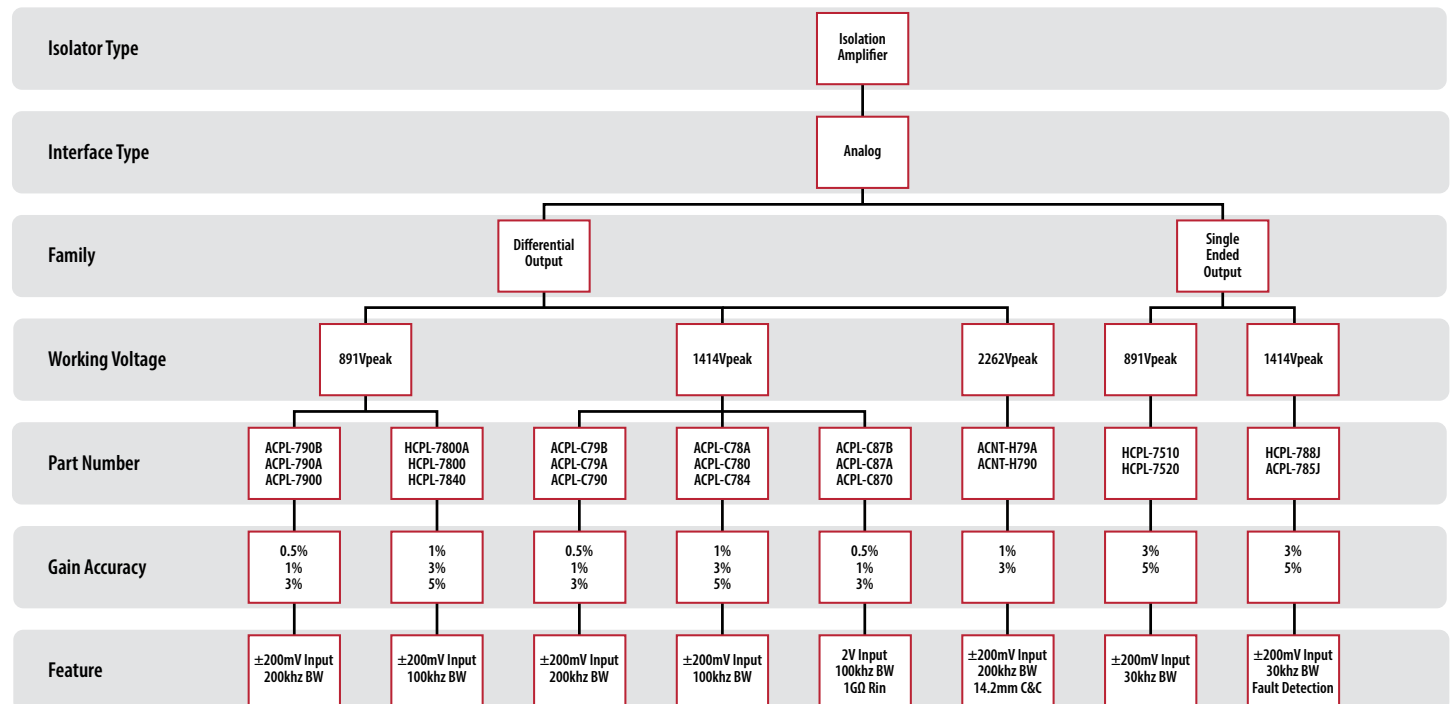 Isolator Type
Isolation
Amplifier
Interface Type
Analog
Family
Differential
Output
Single
Ended
Output
Working Voltage
891Vpeak
1414Vpeak
2262Vpeak
891Vpeak
1414Vpeak
Part Number
ACPL-790B
ACPL-790A
ACPL-7900
HCPL-7800A
HCPL-7800
HCPL-7840
ACPL-C79B
ACPL-C79A
ACPL-C790
ACPL-C78A
ACPL-C780
ACPL-C784
ACPL-C87B
ACPL-C87A
ACPL-C870
ACNT-H79A
ACNT-H790
HCPL-7510
HCPL-7520
HCPL-788J
ACPL-785J
Gain Accuracy
0.5%
1%
3%
1%
3%
5%
0.5%
1%
3%
1%
3%
5%
0.5%
1%
3%
1%
3%
3%
5%
3%
5%
Feature
±200mV Input
200khz BW
±200mV Input
100khz BW
±200mV Input
200khz BW
±200mV Input
100khz BW
2V Input
100khz BW
1GΩ Rin
±200mV Input
200khz BW
14.2mm C&C
±200mV Input
30khz BW
±200mV Input
30khz BW
Fault Detection